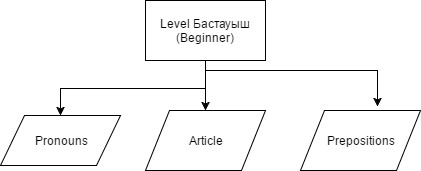 Level Бастауыш
(Beginner)
Pronouns
Article
Prepositions